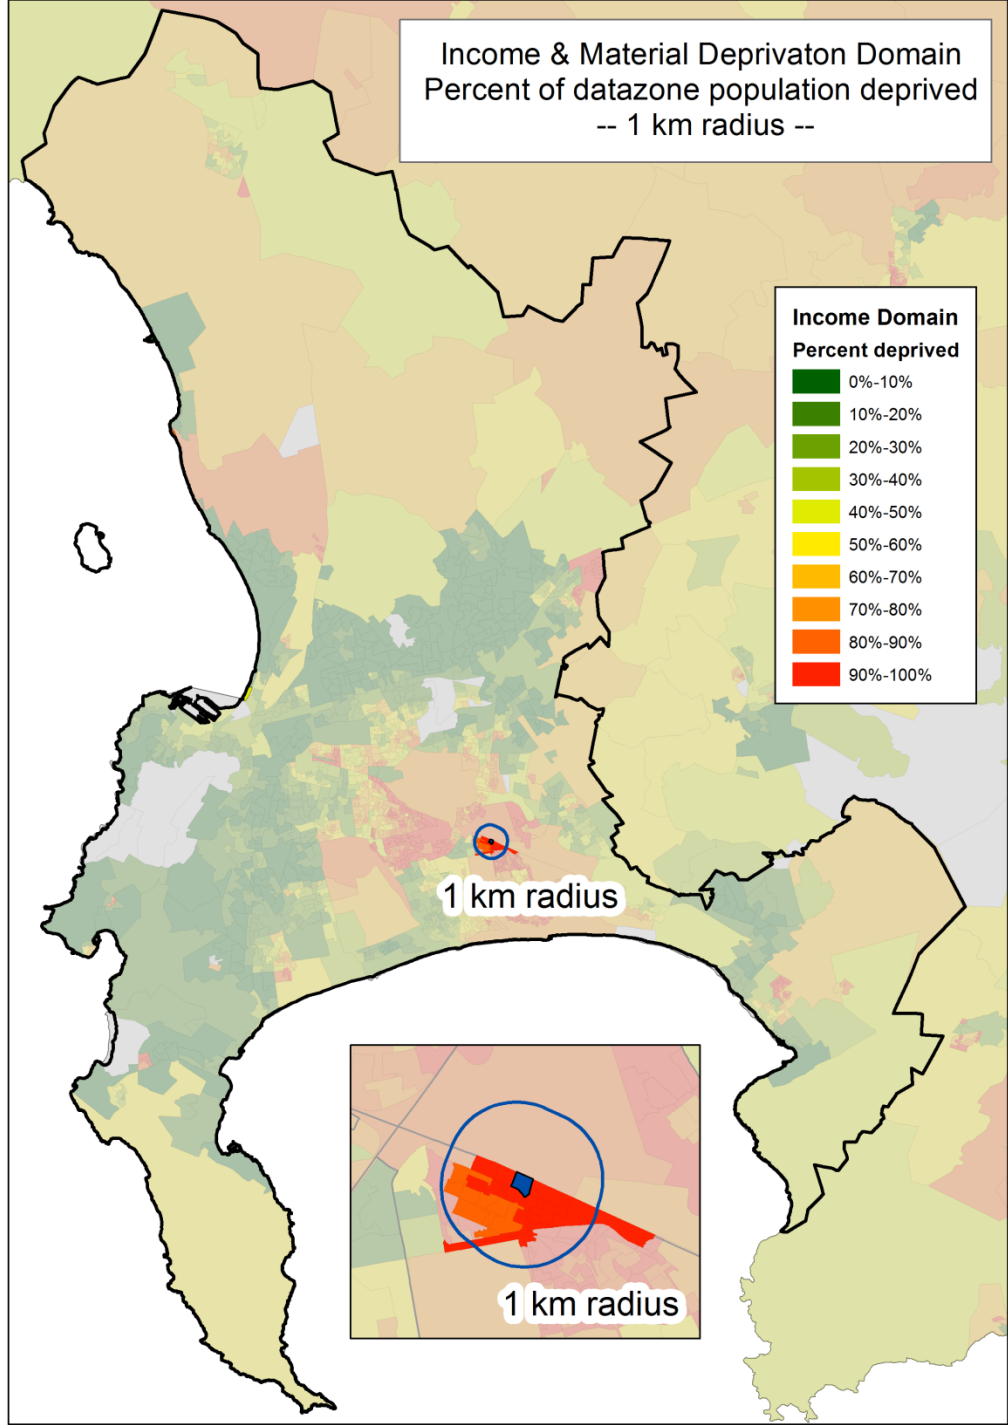 Income & Material Deprivaton Domain
Percent of datazone population deprived
-- 1 km radius --
Income Domain
Percent deprived
0%-10%
10%-20%
20%-30%
30%-40%
40%-50%
50%-60%
60%-70%
70%-80%
80%-90%
90%-100%
1 km radius
1 km radius